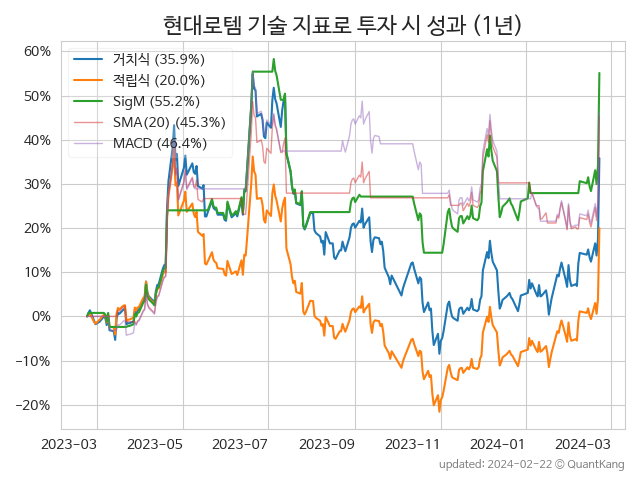 현대로템 기술 지표로 투자 시 성과 (1년)
60%
50%
40%
30%
20%
10%
0%
−10%
−20%
거치식 (35.9%)
적립식 (20.0%)
SigM (55.2%)
SMA(20) (45.3%)
MACD (46.4%)
2023-03
2023-05
2023-07
2023-09
2023-11
2024-01
2024-03
updated: 2024-02-22 ⓒ QuantKang